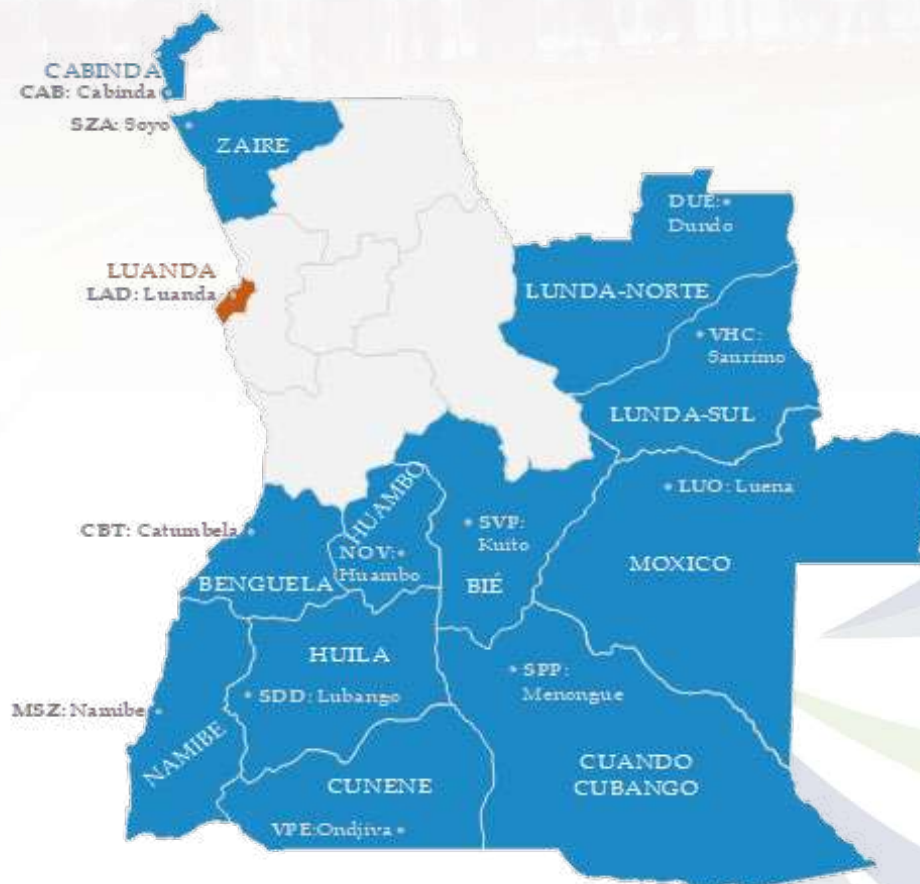 CABINDA
CAB: Cabinda
SZA: Soyo
ZAIRE
DUE:
Dundo
LUANDA
LAD: Luanda
LUNDA-NORTE
VHC:
Saurimo
LUNDA-SUL
LUO: Luena
HUAMBO
SVP:
Kuito
CBT: Catumbela
NOV:
Huambo
MOXICO
BENGUELA
BIÉ
HUILA
SPP:
Menongue
SDD: Lubango
MSZ: Namibe
NAMIBE
CUNENE
CUANDO
CUBANGO
VPE:Ondjiva